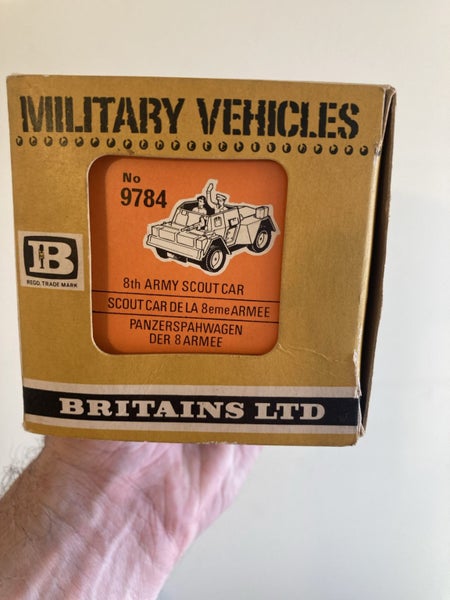 MILITARY VEHICLES
No
9784
B
REGD. TRADE MARK
8th ARMY SCOUT CAR
SCOUT CAR DE LA 8eme ARMEE
PANZERSPAHWAGEN
DER 8 ARMEE
BRITAINS LTD